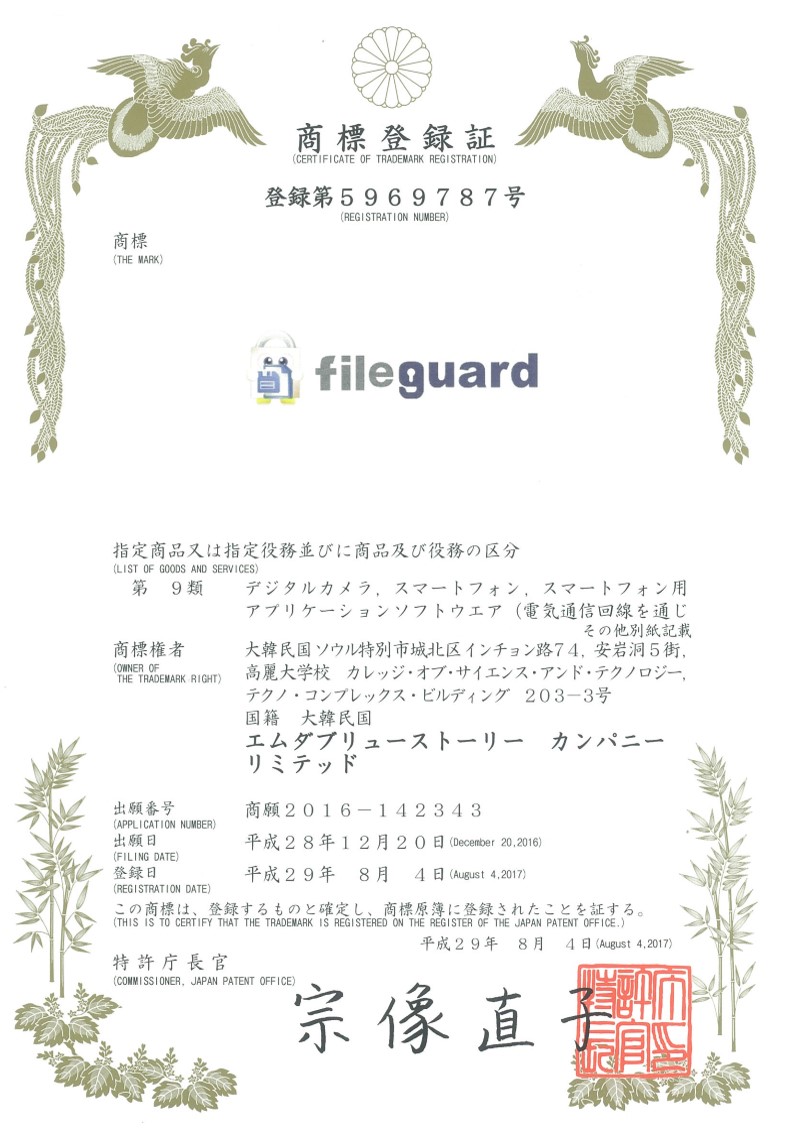 商標登録証
(CERTIFICATE OF TRADEMARK REGISTRATION)
登録第５９６９７８７号
(REGISTRATION NUMBER)
商標
(THE MARK)
fileguard
指定商品又は指定役務並びに商品及び役務の区分
(LIST OF GOODS AND SERVICES)
第　９類　デジタルカメラ，スマートフォン，スマートフォン用
アプリケーションソフトウエア（電気通信回線を通じ
その他別紙記載
商標権者　大韓民国ソウル特別市城北区インチョン路７４，安岩洞５街，
(OWNER OF THE TRADEMARK RIGHT)　高麗大学校　カレッジ・オブ・サイエンス・アンド・テクノロジー，
テクノ・コンプレックス・ビルディング　２０３－３号
国籍　大韓民国
エムダブリューストーリー　カンパニー
リミテッド
出願番号　商願２０１６－１４２３４３
(APPLICATION NUMBER)
出願日　平成２８年１２月２０日(December 20,2016)
(FILING DATE)
登録日　平成２９年　８月　４日(August 4,2017)
(REGISTRATION DATE)
この商標は、登録するものと確定し、商標原簿に登録されたことを証する。
(THIS IS TO CERTIFY THAT THE TRADEMARK IS REGISTERED ON THE REGISTER OF THE JAPAN PATENT OFFICE.)
平成２９年　８月　４日(August 4,2017)
特許庁長官
(COMMISSIONER, JAPAN PATENT OFFICE)
宗像直子